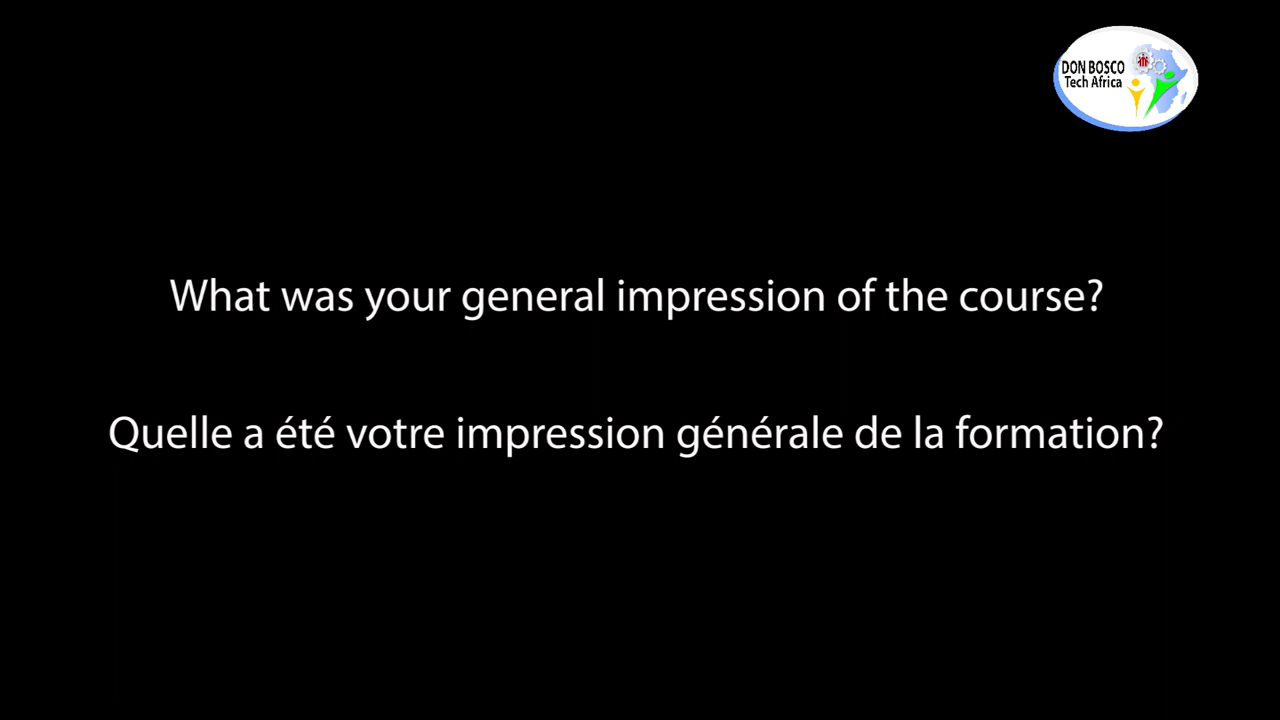 DON BOSCO
Tech Africa
What was your general impression of the course?
Quelle a été votre impression générale de la formation?